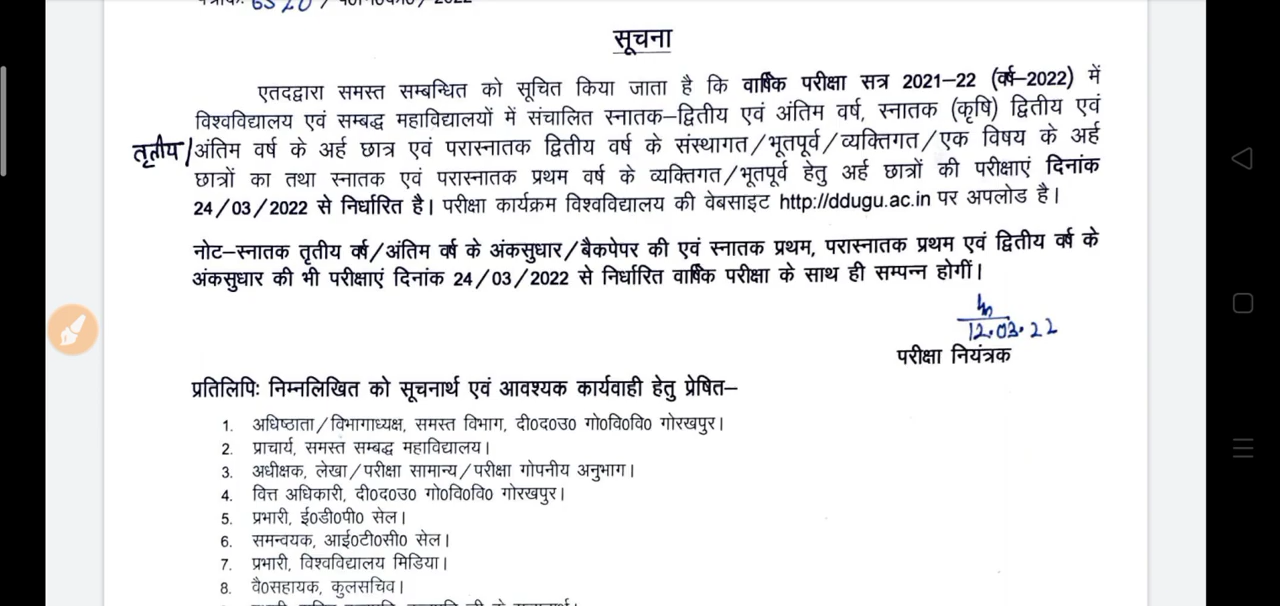 6520 / 2022
सूचना
एतदद्वारा समस्त सम्बन्धित को सूचित किया जाता है कि वार्षिक परीक्षा सत्र 2021–22 (वर्ष–2022) में
विश्वविद्यालय एवं सम्बद्ध महाविद्यालयों में संचालित स्नातक–द्वितीय एवं अंतिम वर्ष, स्नातक (कृषि) द्वितीय एवं
तृतीय/अंतिम वर्ष के अर्ह छात्र एवं परास्नातक द्वितीय वर्ष के संस्थागत/भूतपूर्व/व्यक्तिगत/एक विषय के अर्ह
छात्रों का तथा स्नातक एवं परास्नातक प्रथम वर्ष के व्यक्तिगत/भूतपूर्व हेतु अर्ह छात्रों की परीक्षाएं दिनांक
24/03/2022 से निर्धारित है। परीक्षा कार्यक्रम विश्वविद्यालय की वेबसाइट http://ddugu.ac.in पर अपलोड है।
नोट–स्नातक तृतीय वर्ष/अंतिम वर्ष के अंकसुधार/बैकपेपर की एवं स्नातक प्रथम, परास्नातक प्रथम एवं द्वितीय वर्ष के
अंकसुधार की भी परीक्षाएं दिनांक 24/03/2022 से निर्धारित वार्षिक परीक्षा के साथ ही सम्पन्न होगीं।
12.03.22
परीक्षा नियंत्रक
प्रतिलिपिः निम्नलिखित को सूचनार्थ एवं आवश्यक कार्यवाही हेतु प्रेषित–
1. अधिष्ठाता/विभागाध्यक्ष, समस्त विभाग, दी0द0उ0 गो0वि0वि0 गोरखपुर।
2. प्राचार्य, समस्त सम्बद्ध महाविद्यालय।
3. अधीक्षक, लेखा/परीक्षा सामान्य/परीक्षा गोपनीय अनुभाग।
4. वित्त अधिकारी, दी0द0उ0 गो0वि0वि0 गोरखपुर।
5. प्रभारी, ई0डी0पी0 सेल।
6. समन्वयक, आई0टी0सी0 सेल।
7. प्रभारी, विश्वविद्यालय मिडिया।
8. वै0सहायक, कुलसचिव।